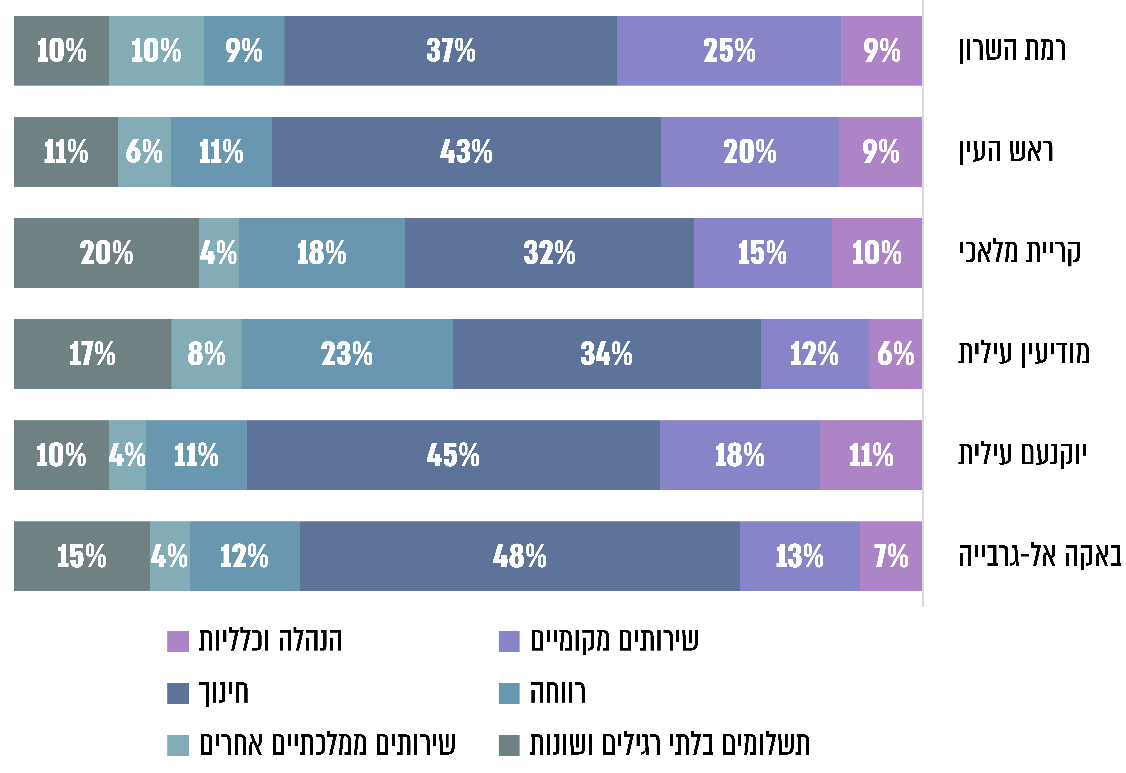 רמת השרון 9% 25% 37% 9% 10% 10%
ראש העין 9% 20% 43% 11% 6% 11%
קריית מלאכי 10% 15% 32% 18% 4% 20%
מודיעין עילית 6% 12% 34% 23% 8% 17%
יוקנעם עילית 11% 18% 45% 11% 4% 10%
באקה אל-גרבייה 7% 13% 48% 12% 4% 15%
שירותים מקומיים הנהלה וכלליות
רווחה חינוך
תשלומים בלתי רגילים ושונות שירותים ממלכתיים אחרים